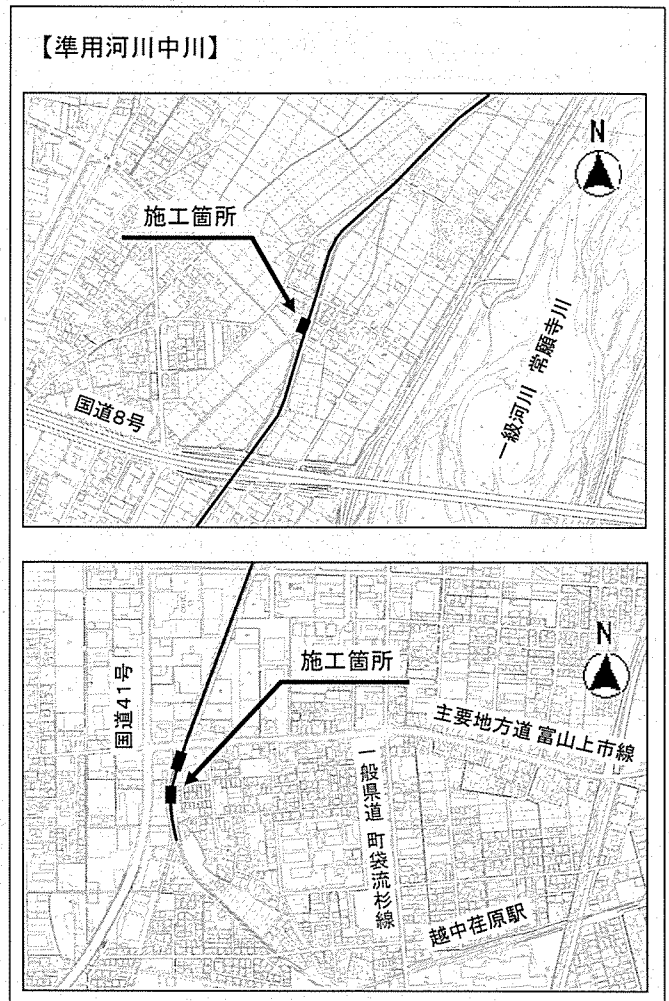 【準用河川中川】
N
施工箇所
国道8号
一級河川 常願寺川
N
施工箇所
国道41号
主要地方道 富山上市線
一般県道 町袋流杉線
越中荏原駅